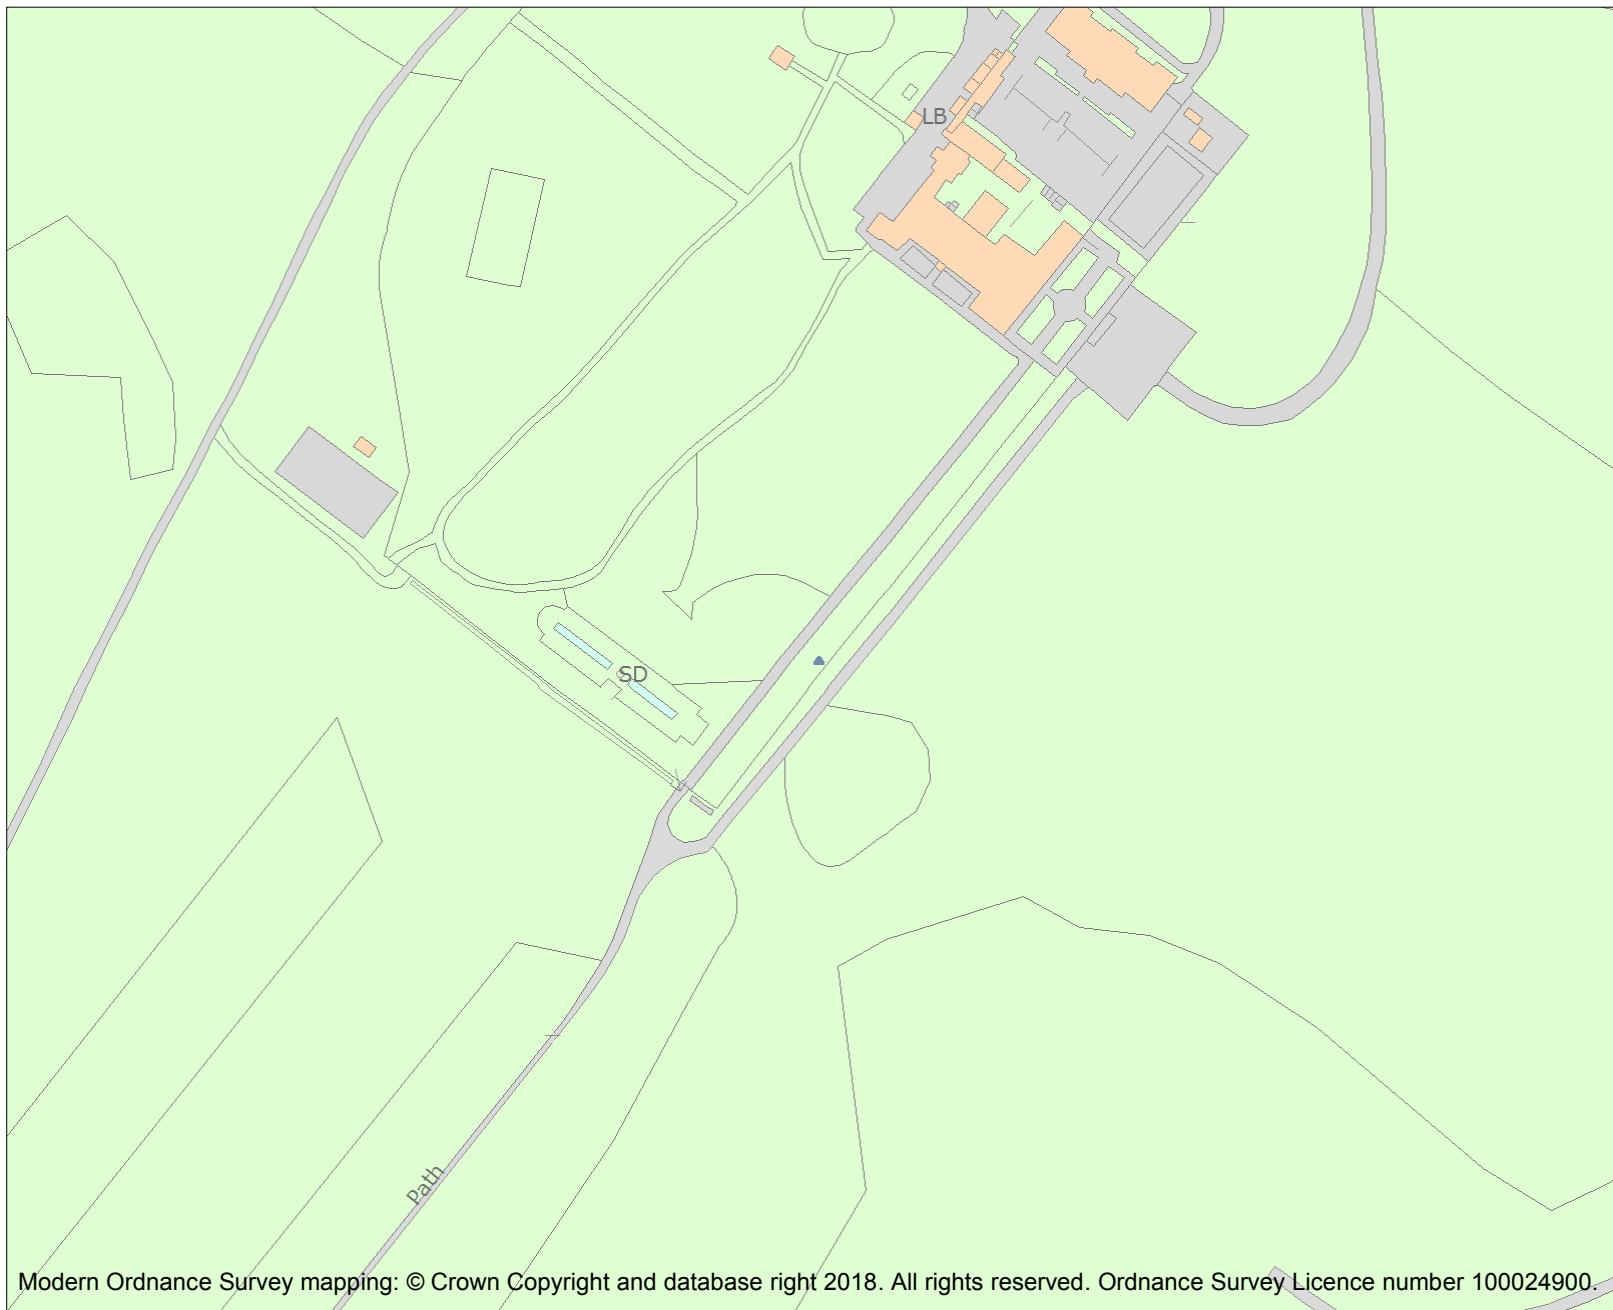 LB
SD
Path
Modern Ordnance Survey mapping: © Crown Copyright and database right 2018. All rights reserved. Ordnance Survey Licence number 100024900.